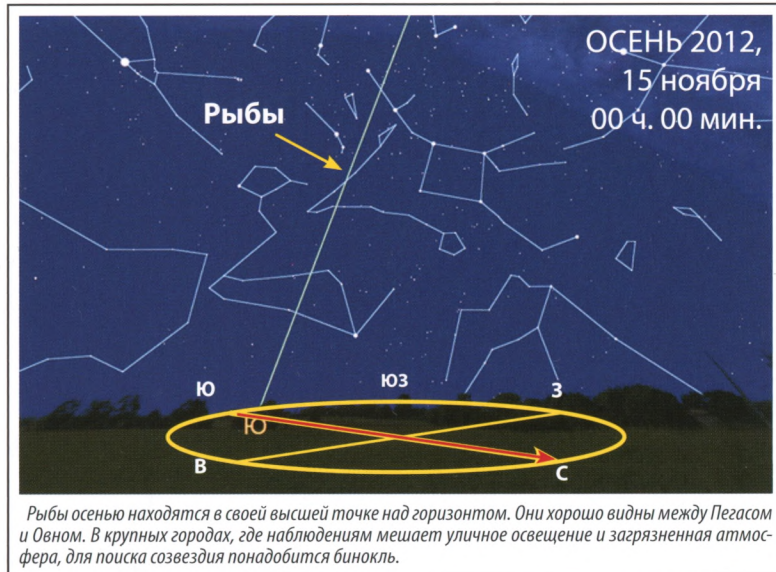 ОСЕНЬ 2012,
15 ноября
00 ч. 00 мин.
Рыбы
Ю
ЮЗ
З
Ю
В
С
Рыбы осенью находятся в своей высшей точке над горизонтом. Они хорошо видны между Пегасом
и Овном. В крупных городах, где наблюдениям мешает уличное освещение и загрязненная атмос-
фера, для поиска созвездия понадобится бинокль.